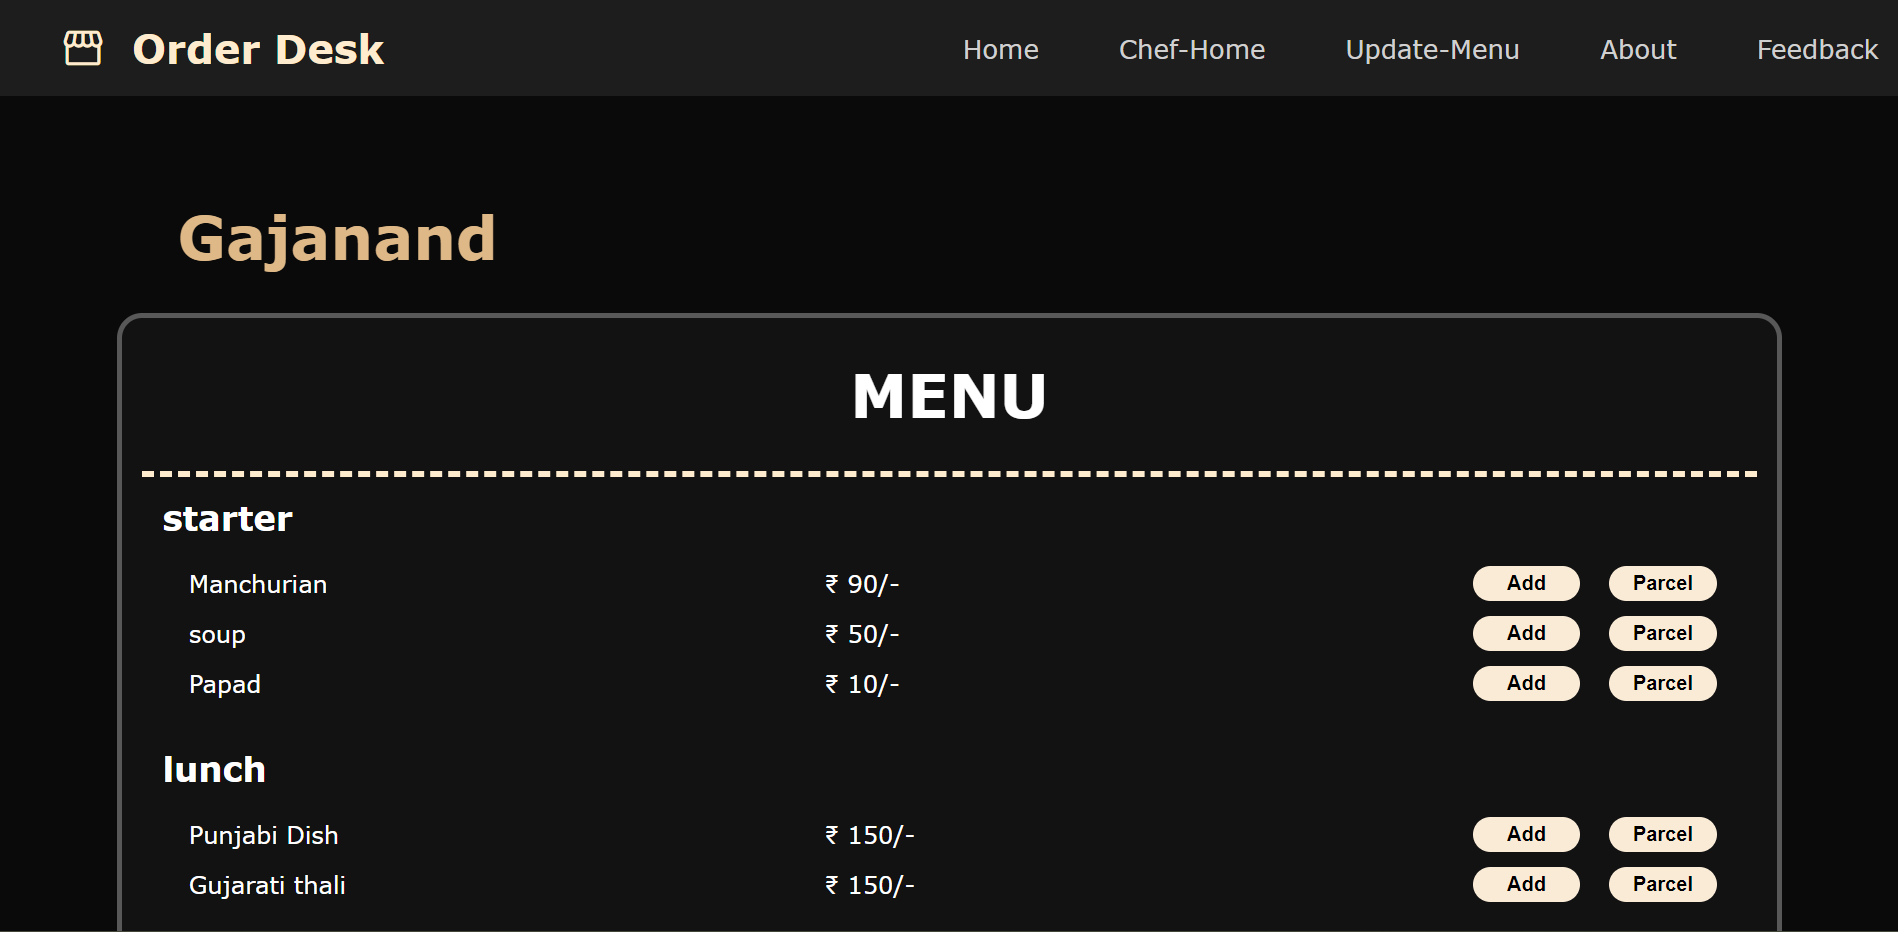 Order Desk Home Chef-Home Update-Menu About Feedback
Gajanand
MENU
starter
Manchurian ₹ 90/- Add Parcel
soup ₹ 50/- Add Parcel
Papad ₹ 10/- Add Parcel
lunch
Punjabi Dish ₹ 150/- Add Parcel
Gujarati thali ₹ 150/- Add Parcel